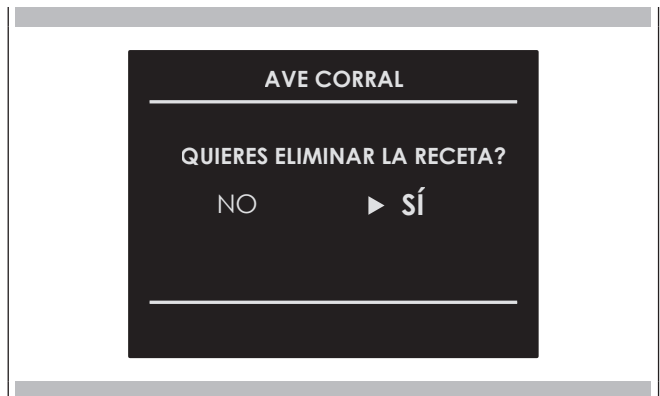 AVE CORRAL
QUIERES ELIMINAR LA RECETA?
NO ▶ SÍ